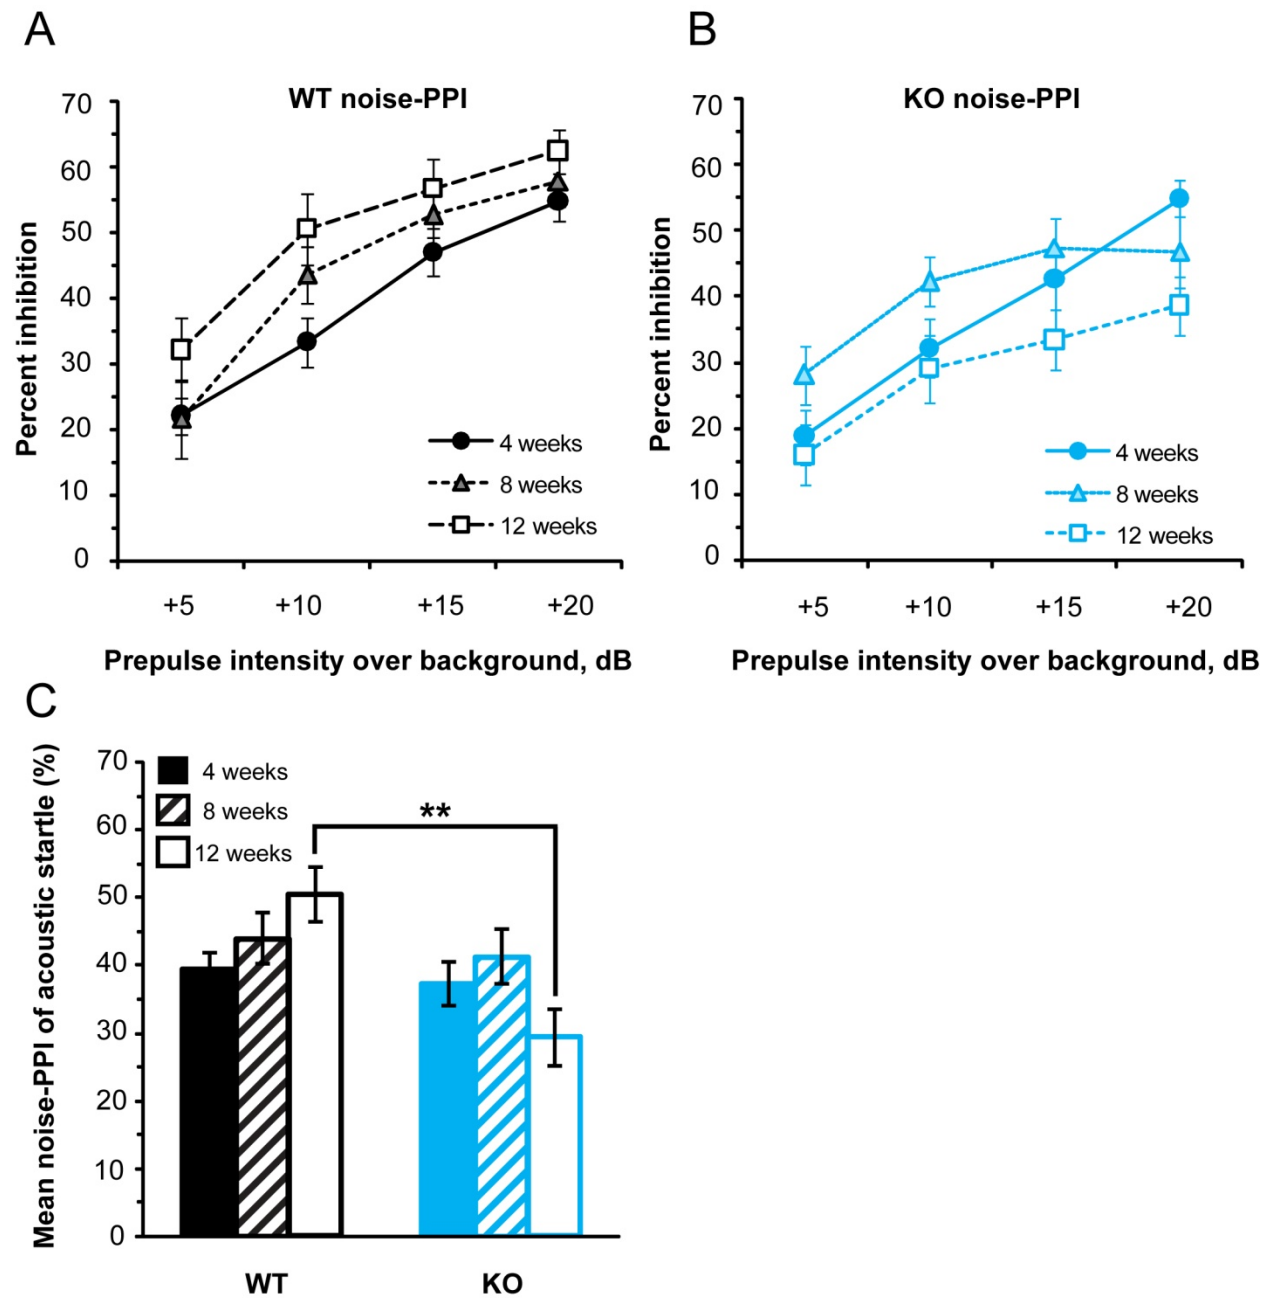 A
WT noise-PPI
Percent inhibition
70
60
50
40
30
20
10
0
4 weeks
8 weeks
12 weeks
+5 +10 +15 +20
Prepulse intensity over background, dB
B
KO noise-PPI
Percent inhibition
70
60
50
40
30
20
10
0
4 weeks
8 weeks
12 weeks
+5 +10 +15 +20
Prepulse intensity over background, dB
C
Mean noise-PPI of acoustic startle (%)
70
60
50
40
30
20
10
0
4 weeks
8 weeks
12 weeks
**
WT KO